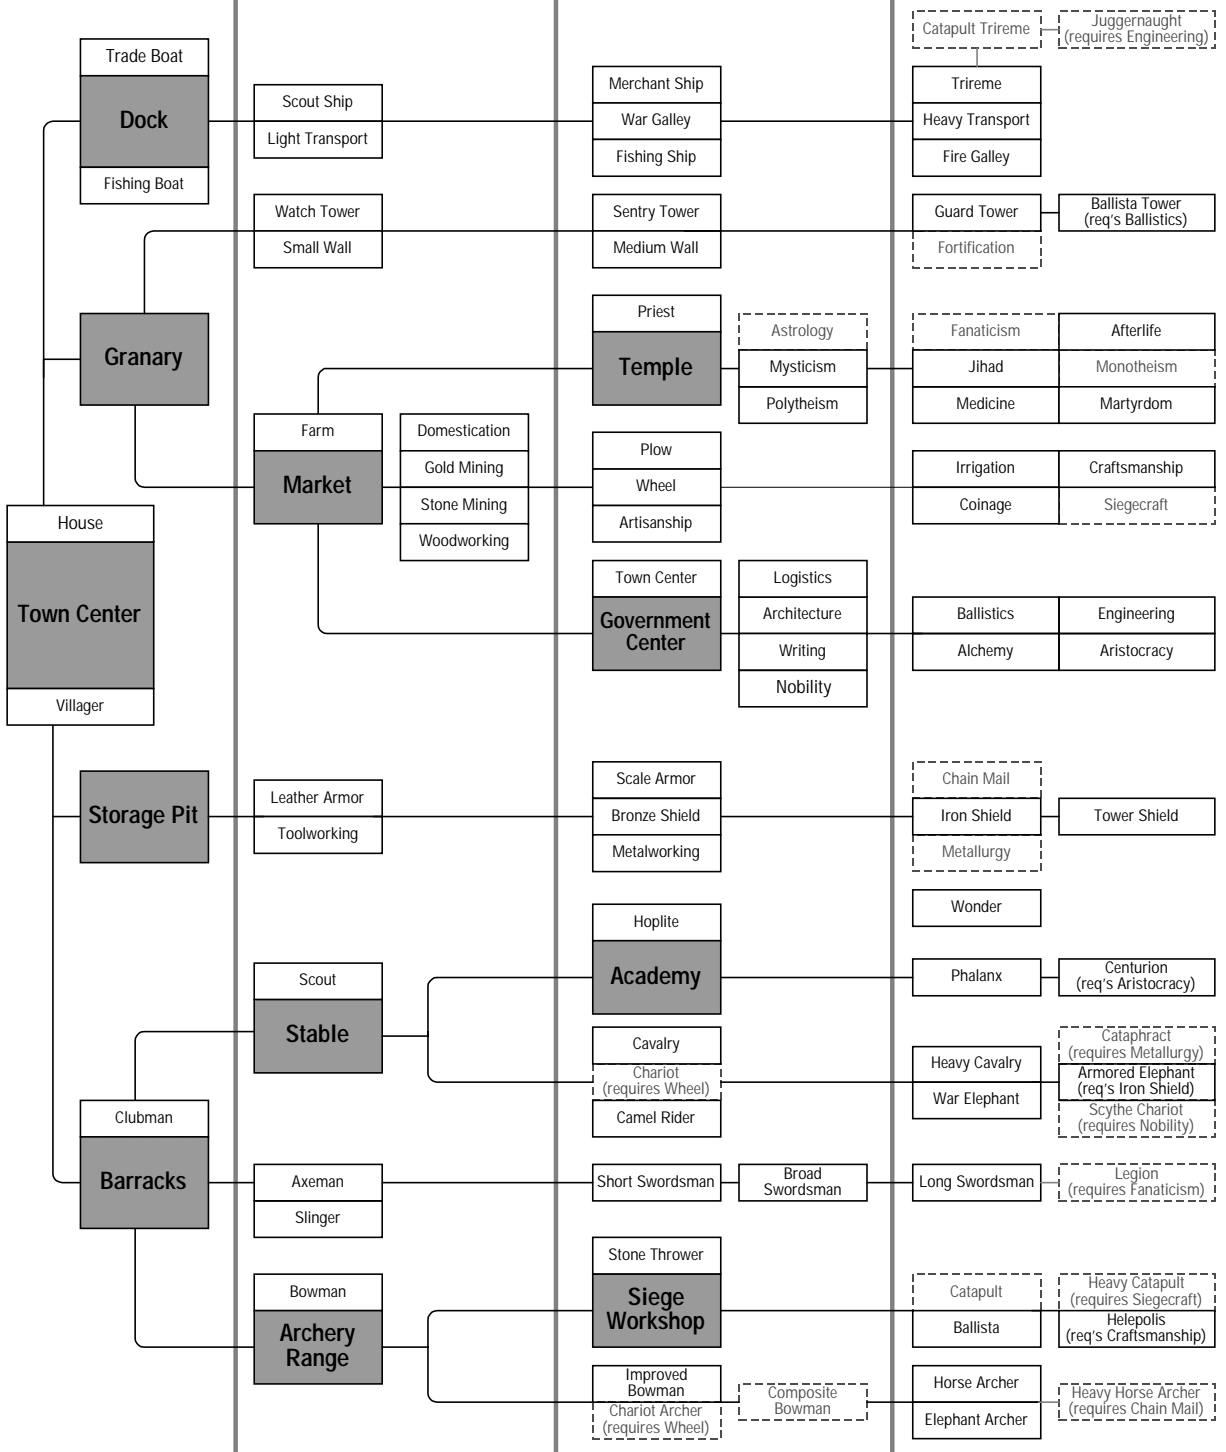 Catapult Trireme
Juggernaught
(requires Engineering)
Trade Boat
Dock
Fishing Boat
Scout Ship
Light Transport
Merchant Ship
War Galley
Fishing Ship
Trireme
Heavy Transport
Fire Galley
Watch Tower
Small Wall
Sentry Tower
Medium Wall
Guard Tower
Fortification
Ballista Tower
(req's Ballistics)
Granary
Priest
Temple
Astrology
Mysticism
Polytheism
Fanaticism
Afterlife
Jihad
Monotheism
Medicine
Martyrdom
Farm
Market
Domestication
Gold Mining
Stone Mining
Woodworking
Plow
Wheel
Artisanship
Irrigation
Craftsmanship
Coinage
Siegecraft
House
Town Center
Villager
Town Center
Government
Center
Logistics
Architecture
Writing
Nobility
Ballistics
Engineering
Alchemy
Aristocracy
Storage Pit
Leather Armor
Toolworking
Scale Armor
Bronze Shield
Metalworking
Chain Mail
Iron Shield
Metallurgy
Tower Shield
Wonder
Hoplite
Academy
Phalanx
Centurion
(req's Aristocracy)
Scout
Stable
Cavalry
Chariot
(requires Wheel)
Camel Rider
Heavy Cavalry
War Elephant
Cataphract
(requires Metallurgy)
Armored Elephant
(req's Iron Shield)
Scythe Chariot
(requires Nobility)
Clubman
Barracks
Axeman
Slinger
Short Swordsman
Broad
Swordsman
Long Swordsman
Legion
(requires Fanaticism)
Bowman
Archery
Range
Stone Thrower
Siege
Workshop
Catapult
Ballista
Heavy Catapult
(requires Siegecraft)
Helepolis
(req's Craftsmanship)
Improved
Bowman
Chariot Archer
(requires Wheel)
Composite
Bowman
Horse Archer
Elephant Archer
Heavy Horse Archer
(requires Chain Mail)